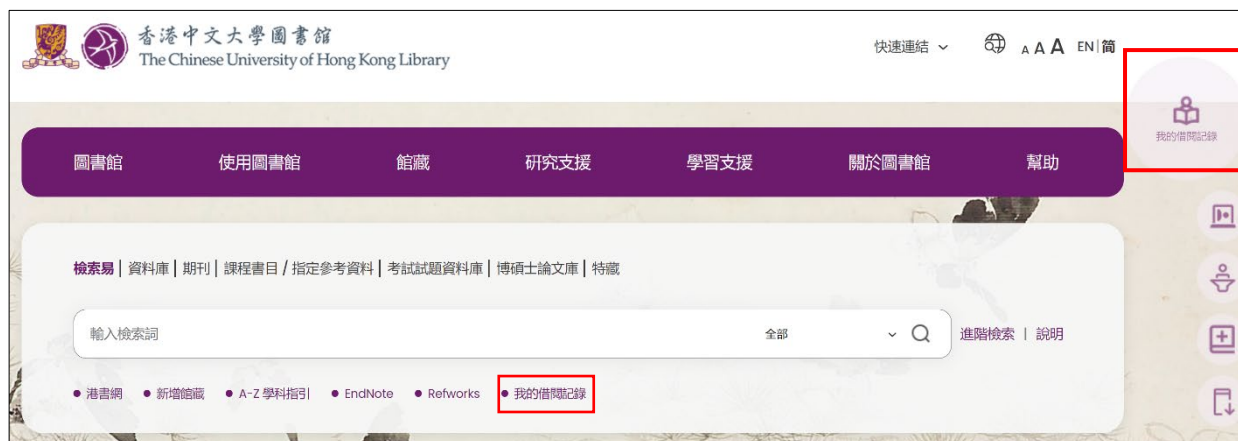 香港中文大學圖書館
The Chinese University of Hong Kong Library
快速連結
A A A EN|简
我的借閱記錄
圖書館 使用圖書館 館藏 研究支援 學習支援 關於圖書館 幫助
檢索易 | 資料庫 | 期刊 | 課程書目 / 指定參考資料 | 考試試題資料庫 | 博碩士論文庫 | 特藏
輸入檢索詞 全部 進階檢索 | 說明
● 港書網 ● 新增館藏 ● A-Z 學科指引 ● EndNote ● Refworks ● 我的借閱記錄